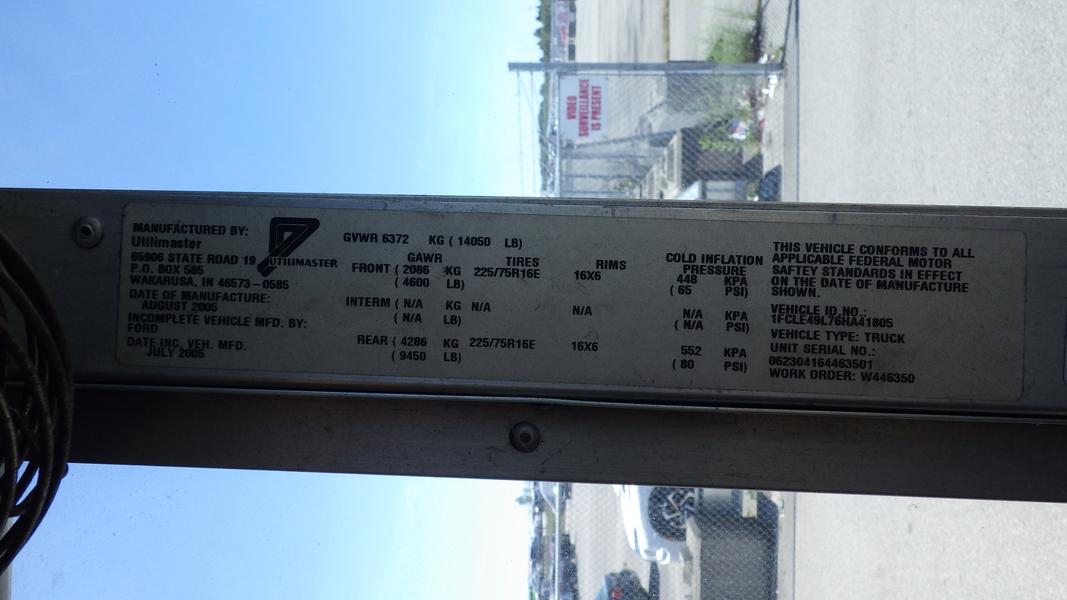 MANUFACTURED BY:
Utilimaster
65906 STATE ROAD 19
P.O. BOX 585
WAKARUSA, IN 46573-0585
DATE OF MANUFACTURE:
AUGUST 2005
INCOMPLETE VEHICLE MFD. BY:
FORD
DATE INC. VEH. MFD.
JULY 2005
UTILIMASTER
GVWR 6372 KG ( 14050 LB)
GAWR TIRES RIMS COLD INFLATION PRESSURE
FRONT ( 2086 KG 225/75R16E 16X6 448 KPA
( 4600 LB) ( 65 PSI)
INTERM ( N/A KG N/A N/A N/A KPA
( N/A LB) ( N/A PSI)
REAR ( 4286 KG 225/75R16E 16X6 552 KPA
( 9450 LB) ( 80 PSI)
THIS VEHICLE CONFORMS TO ALL
APPLICABLE FEDERAL MOTOR
SAFTEY STANDARDS IN EFFECT
ON THE DATE OF MANUFACTURE
SHOWN.
VEHICLE ID NO.:
1FCLE49L76HA41805
VEHICLE TYPE: TRUCK
UNIT SERIAL NO.:
062304164463501
WORK ORDER: W446350
VIDEO
SURVEILLANCE
IS PRESENT